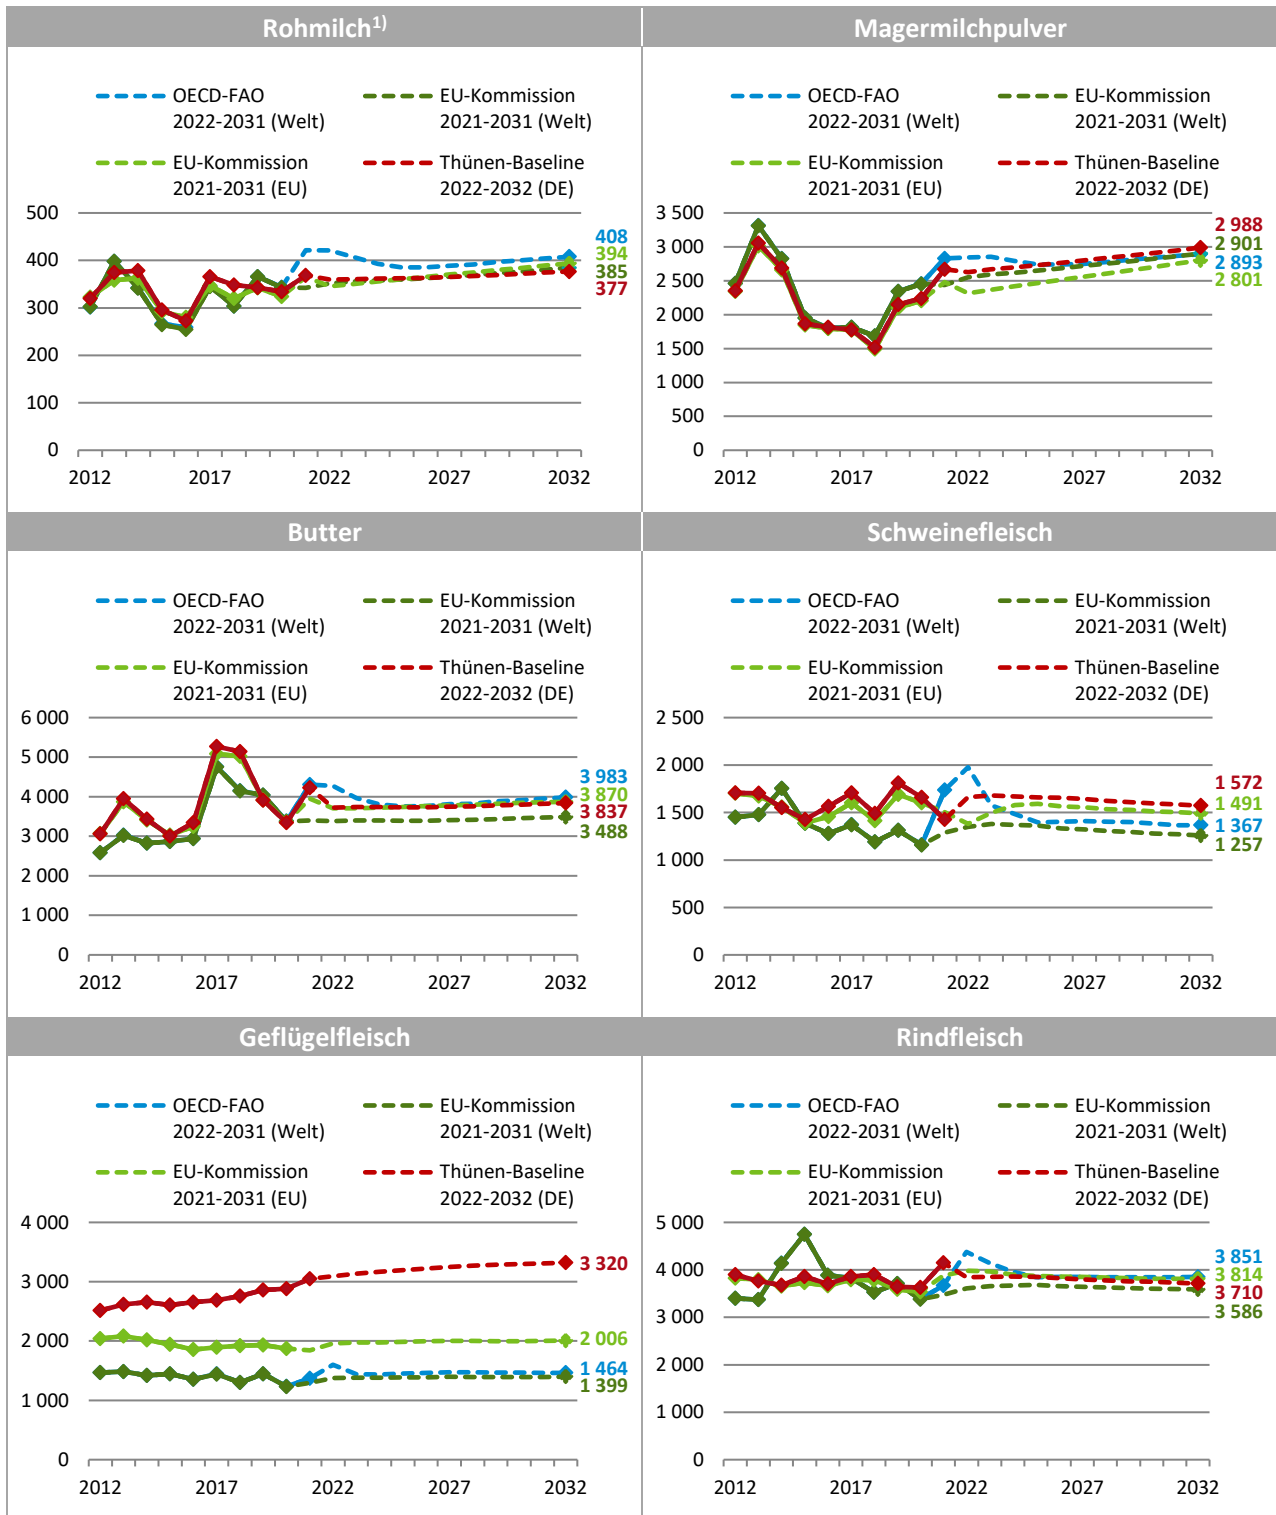 Rohmilch1)
OECD-FAO
2022-2031 (Welt)
EU-Kommission
2021-2031 (Welt)
EU-Kommission
2021-2031 (EU)
Thünen-Baseline
2022-2032 (DE)
500
400
300
200
100
0
2012 2017 2022 2027 2032
408
394
385
377
Magermilchpulver
OECD-FAO
2022-2031 (Welt)
EU-Kommission
2021-2031 (Welt)
EU-Kommission
2021-2031 (EU)
Thünen-Baseline
2022-2032 (DE)
3 500
3 000
2 500
2 000
1 500
1 000
500
0
2012 2017 2022 2027 2032
2 988
2 901
2 893
2 801
Butter
OECD-FAO
2022-2031 (Welt)
EU-Kommission
2021-2031 (Welt)
EU-Kommission
2021-2031 (EU)
Thünen-Baseline
2022-2032 (DE)
6 000
5 000
4 000
3 000
2 000
1 000
0
2012 2017 2022 2027 2032
3 983
3 870
3 837
3 488
Schweinefleisch
OECD-FAO
2022-2031 (Welt)
EU-Kommission
2021-2031 (Welt)
EU-Kommission
2021-2031 (EU)
Thünen-Baseline
2022-2032 (DE)
2 500
2 000
1 500
1 000
500
0
2012 2017 2022 2027 2032
1 572
1 491
1 367
1 257
Geflügelfleisch
OECD-FAO
2022-2031 (Welt)
EU-Kommission
2021-2031 (Welt)
EU-Kommission
2021-2031 (EU)
Thünen-Baseline
2022-2032 (DE)
4 000
3 000
2 000
1 000
0
2012 2017 2022 2027 2032
3 320
2 006
1 464
1 399
Rindfleisch
OECD-FAO
2022-2031 (Welt)
EU-Kommission
2021-2031 (Welt)
EU-Kommission
2021-2031 (EU)
Thünen-Baseline
2022-2032 (DE)
5 000
4 000
3 000
2 000
1 000
0
2012 2017 2022 2027 2032
3 851
3 814
3 710
3 586